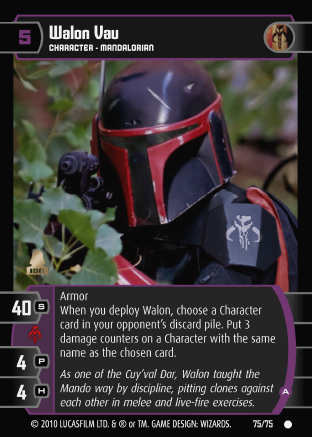 5 Walon Vau
CHARACTER - MANDALORIAN
40 S
4 P
4 H
Armor
When you deploy Walon, choose a Character
card in your opponent's discard pile. Put 3
damage counters on a Character with the same
name as the chosen card.
As one of the Cuy'val Dar, Walon taught the
Mando way by discipline, pitting clones against
each other in melee and live-fire exercises.
A
© 2010 LUCASFILM LTD. & ® or TM. GAME DESIGN: WIZARDS. 75/75